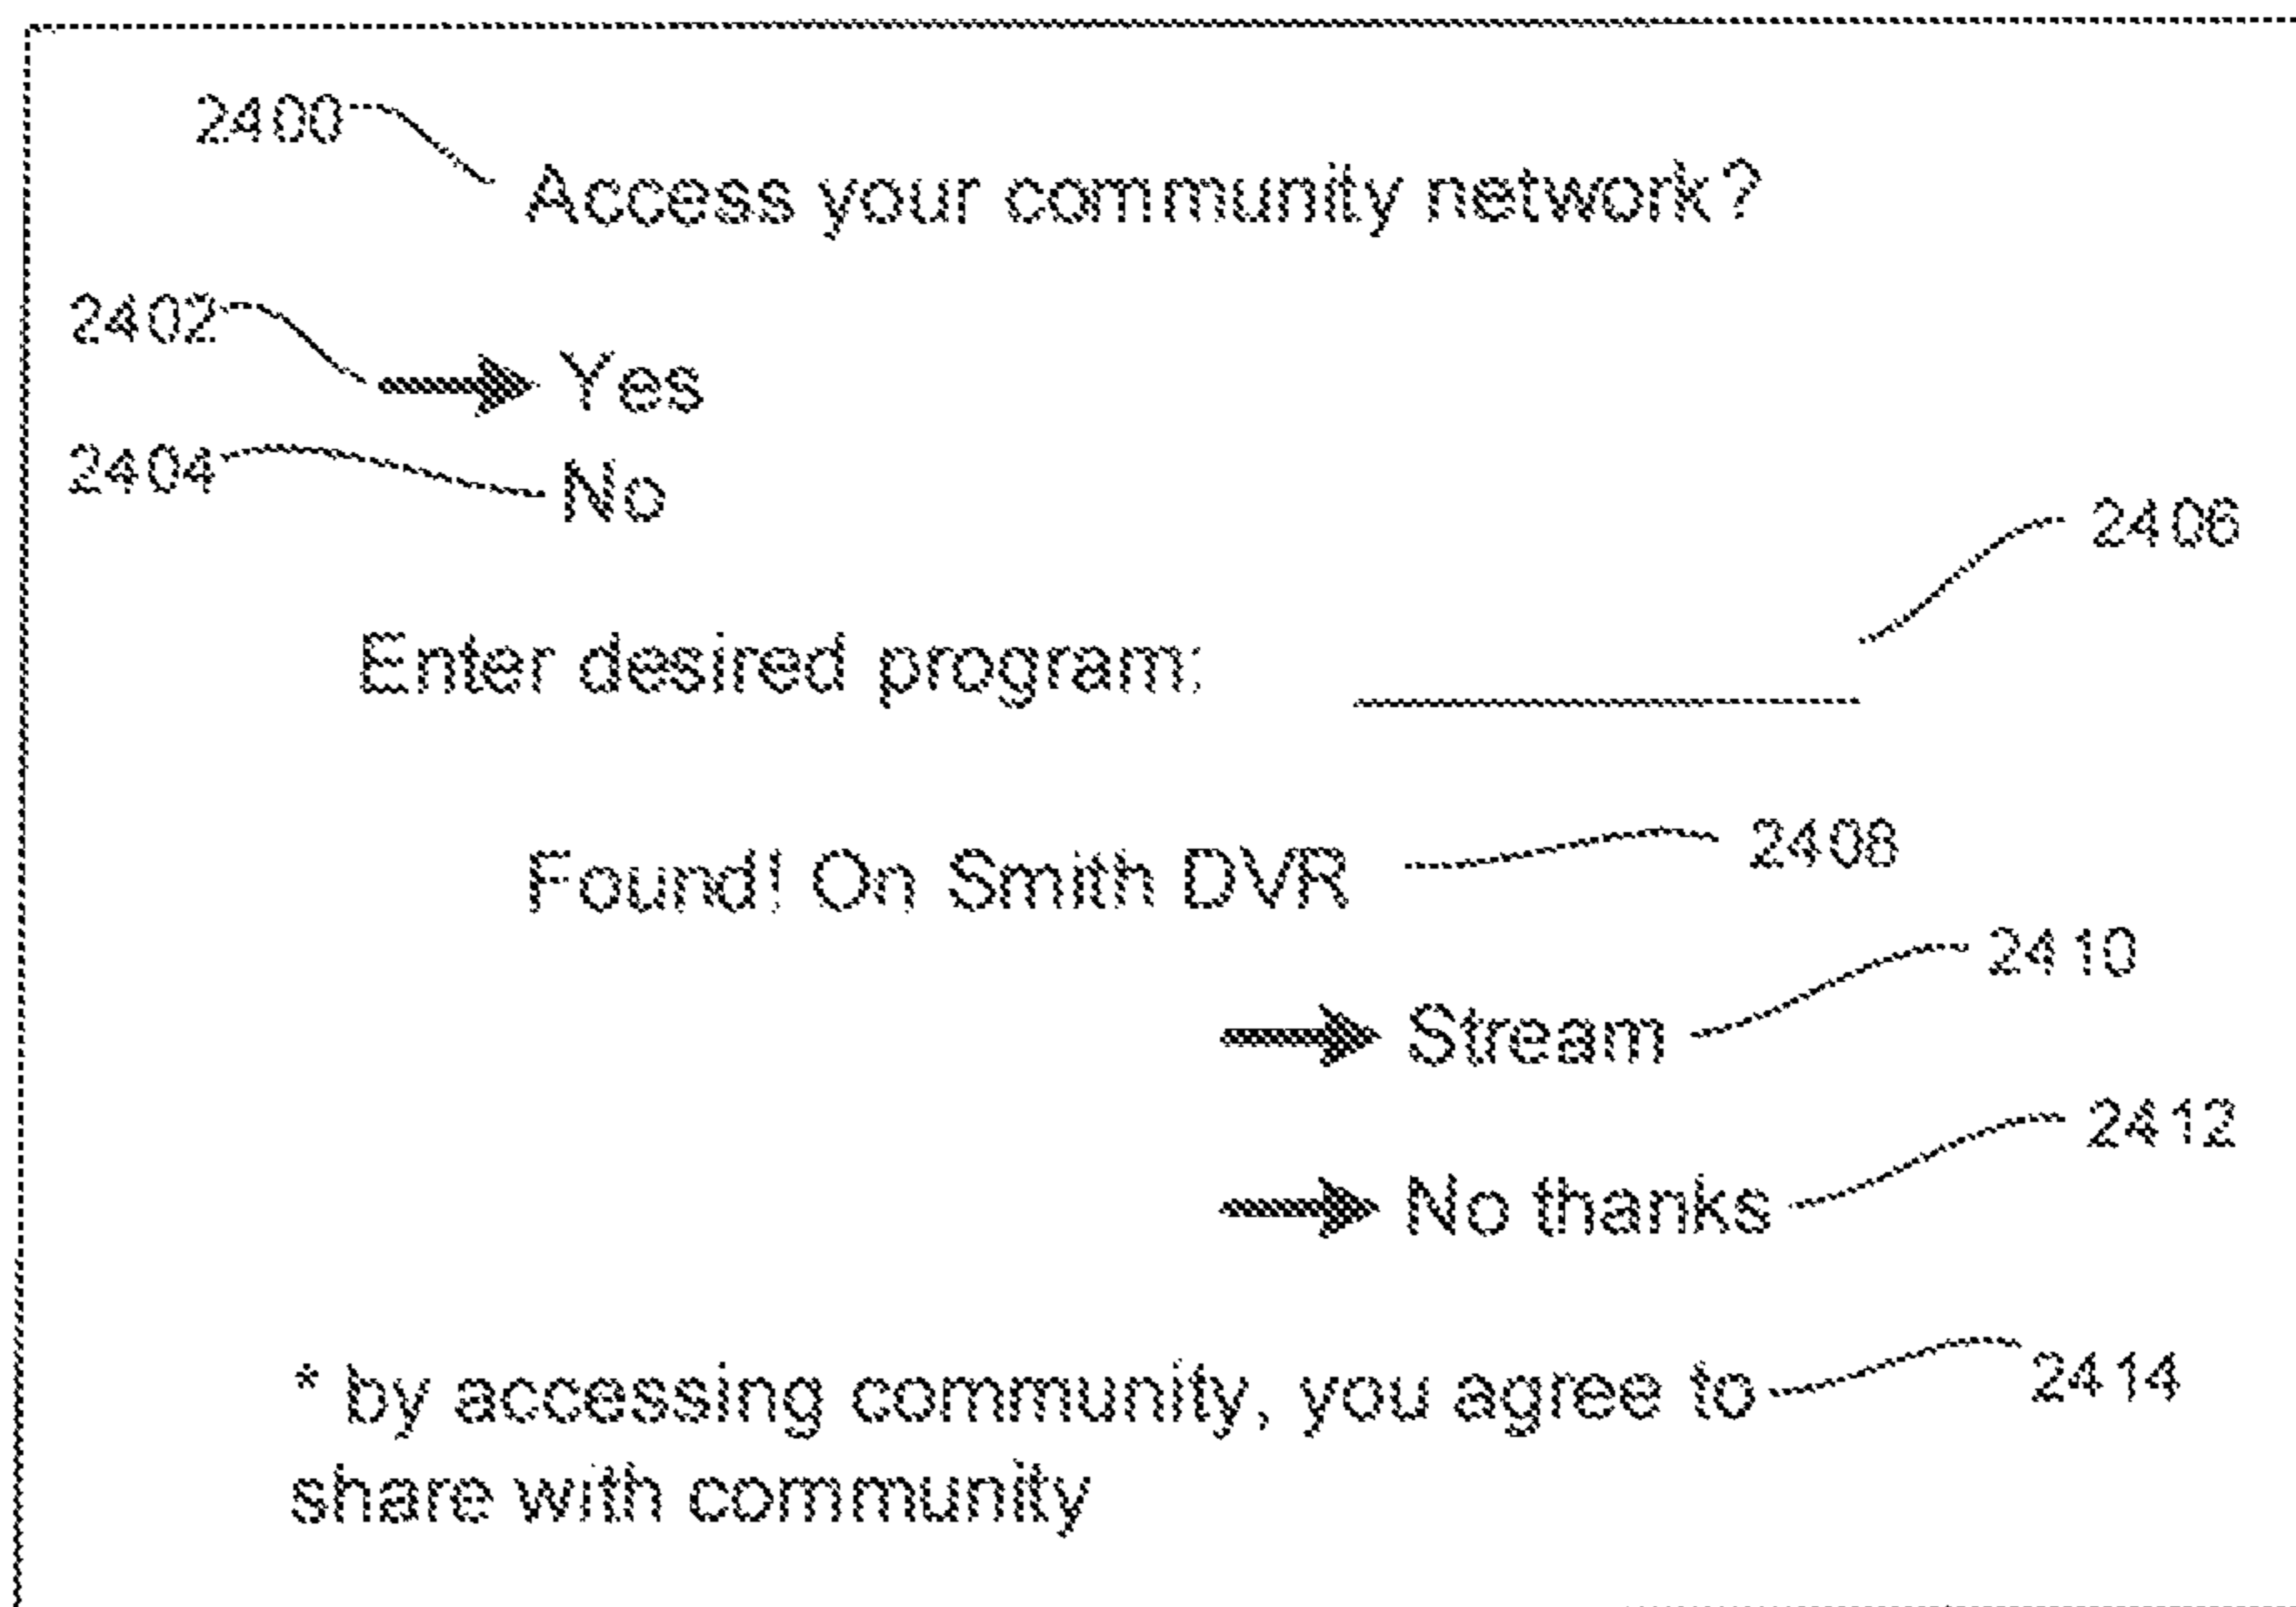 2400
Access your community network?
2402
Yes
2404
No
2406
Enter desired program:
2408
Found! On Smith DVR
2410
Stream
2412
No thanks
2414
* by accessing community, you agree to
share with community